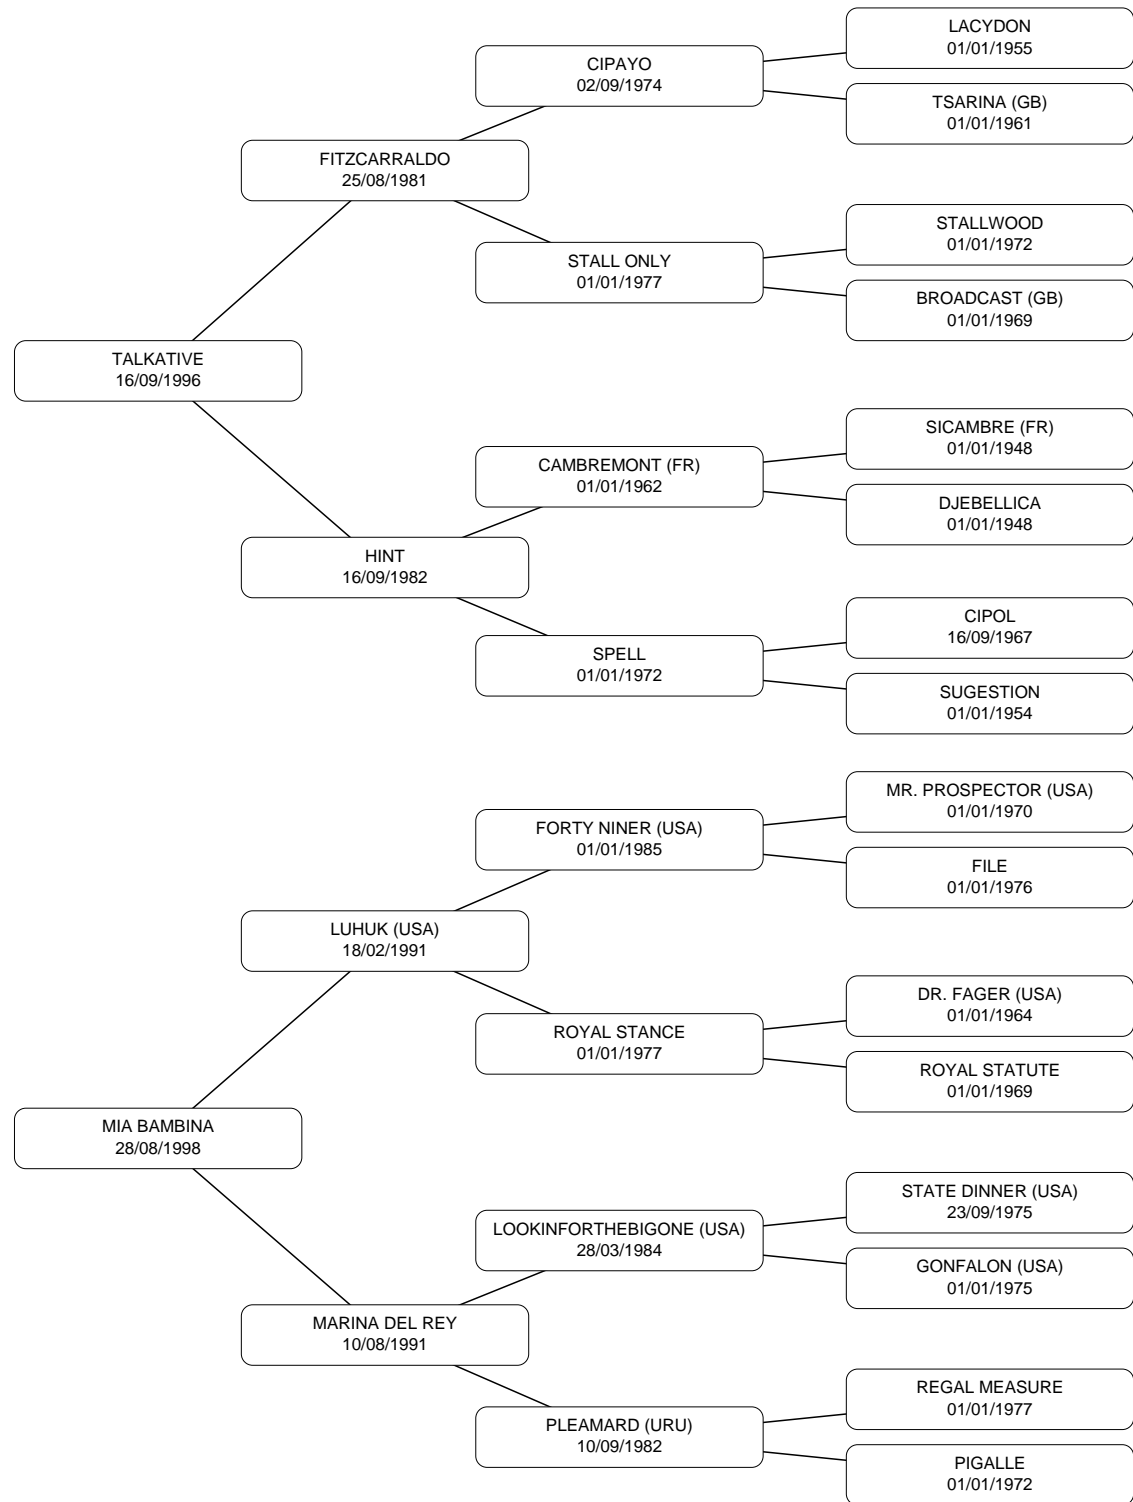 LACYDON
01/01/1955
CIPAYO
02/09/1974
TSARINA (GB)
01/01/1961
FITZCARRALDO
25/08/1981
STALLWOOD
01/01/1972
STALL ONLY
01/01/1977
BROADCAST (GB)
01/01/1969
TALKATIVE
16/09/1996
SICAMBRE (FR)
01/01/1948
CAMBREMONT (FR)
01/01/1962
DJEBELLICA
01/01/1948
HINT
16/09/1982
CIPOL
16/09/1967
SPELL
01/01/1972
SUGESTION
01/01/1954
MR. PROSPECTOR (USA)
01/01/1970
FORTY NINER (USA)
01/01/1985
FILE
01/01/1976
LUHUK (USA)
18/02/1991
DR. FAGER (USA)
01/01/1964
ROYAL STANCE
01/01/1977
ROYAL STATUTE
01/01/1969
MIA BAMBINA
28/08/1998
STATE DINNER (USA)
23/09/1975
LOOKINFORTHEBIGONE (USA)
28/03/1984
GONFALON (USA)
01/01/1975
MARINA DEL REY
10/08/1991
REGAL MEASURE
01/01/1977
PLEAMARD (URU)
10/09/1982
PIGALLE
01/01/1972